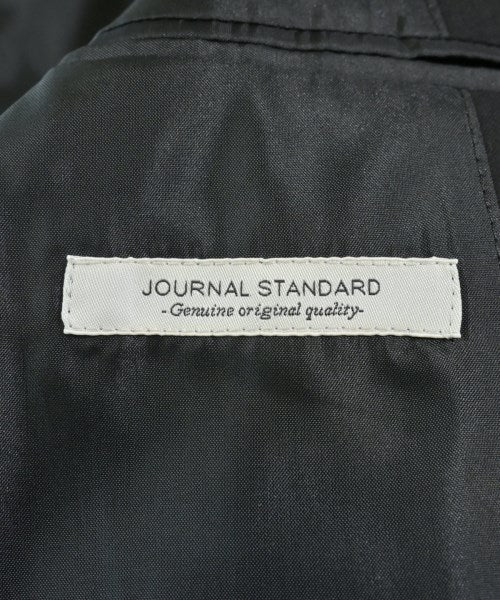 JOURNAL STANDARD
-Genuine original quality-